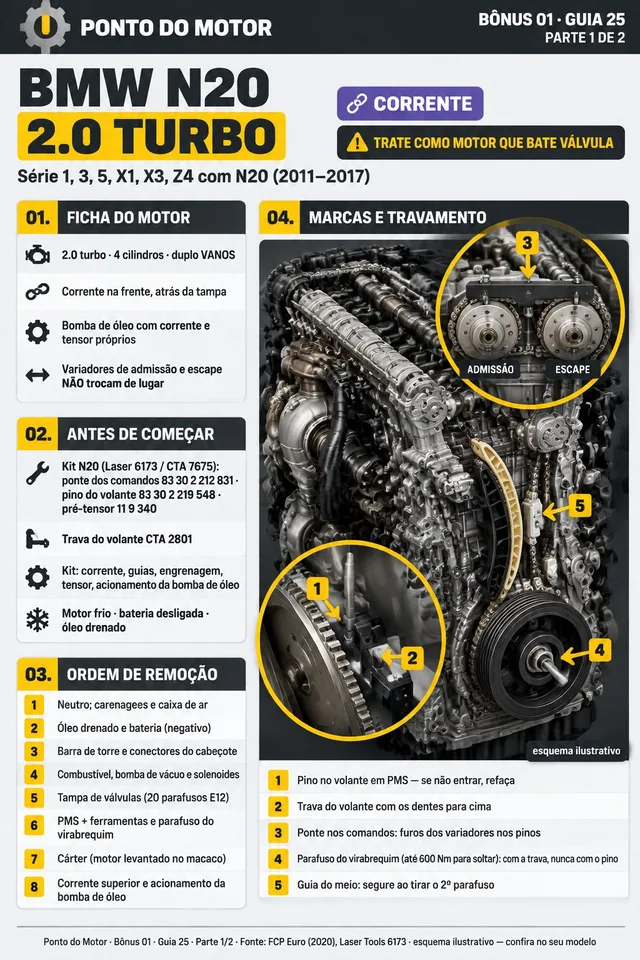 PONTO DO MOTOR
BÔNUS 01 · GUIA 25
PARTE 1 DE 2
BMW N20
2.0 TURBO
CORRENTE
TRATE COMO MOTOR QUE BATE VÁLVULA
Série 1, 3, 5, X1, X3, Z4 com N20 (2011–2017)
01. FICHA DO MOTOR
2.0 turbo · 4 cilindros · duplo VANOS
Corrente na frente, atrás da tampa
Bomba de óleo com corrente e
tensor próprios
Variadores de admissão e escape
NÃO trocam de lugar
02. ANTES DE COMEÇAR
Kit N20 (Laser 6173 / CTA 7675):
ponte dos comandos 83 30 2 212 831 ·
pino do volante 83 30 2 219 548 ·
pré-tensor 11 9 340
Trava do volante CTA 2801
Kit: corrente, guias, engrenagem,
tensor, acionamento da bomba de óleo
Motor frio · bateria desligada ·
óleo drenado
03. ORDEM DE REMOÇÃO
1 Neutro; carenagees e caixa de ar
2 Óleo drenado e bateria (negativo)
3 Barra de torre e conectores do cabeçote
4 Combustível, bomba de vácuo e solenoides
5 Tampa de válvulas (20 parafusos E12)
6 PMS + ferramentas e parafuso do
virabrequim
7 Cárter (motor levantado no macaco)
8 Corrente superior e acionamento da
bomba de óleo
04. MARCAS E TRAVAMENTO
3
ADMISSÃO ESCAPE
5
1
2
4
esquema ilustrativo
1 Pino no volante em PMS — se não entrar, refaça
2 Trava do volante com os dentes para cima
3 Ponte nos comandos: furos dos variadores nos pinos
4 Parafuso do virabrequim (até 600 Nm para soltar): com a trava, nunca com o pino
5 Guia do meio: segure ao tirar o 2º parafuso
Ponto do Motor · Bônus 01 · Guia 25 · Parte 1/2 · Fonte: FCP Euro (2020), Laser Tools 6173 · esquema ilustrativo — confira no seu modelo